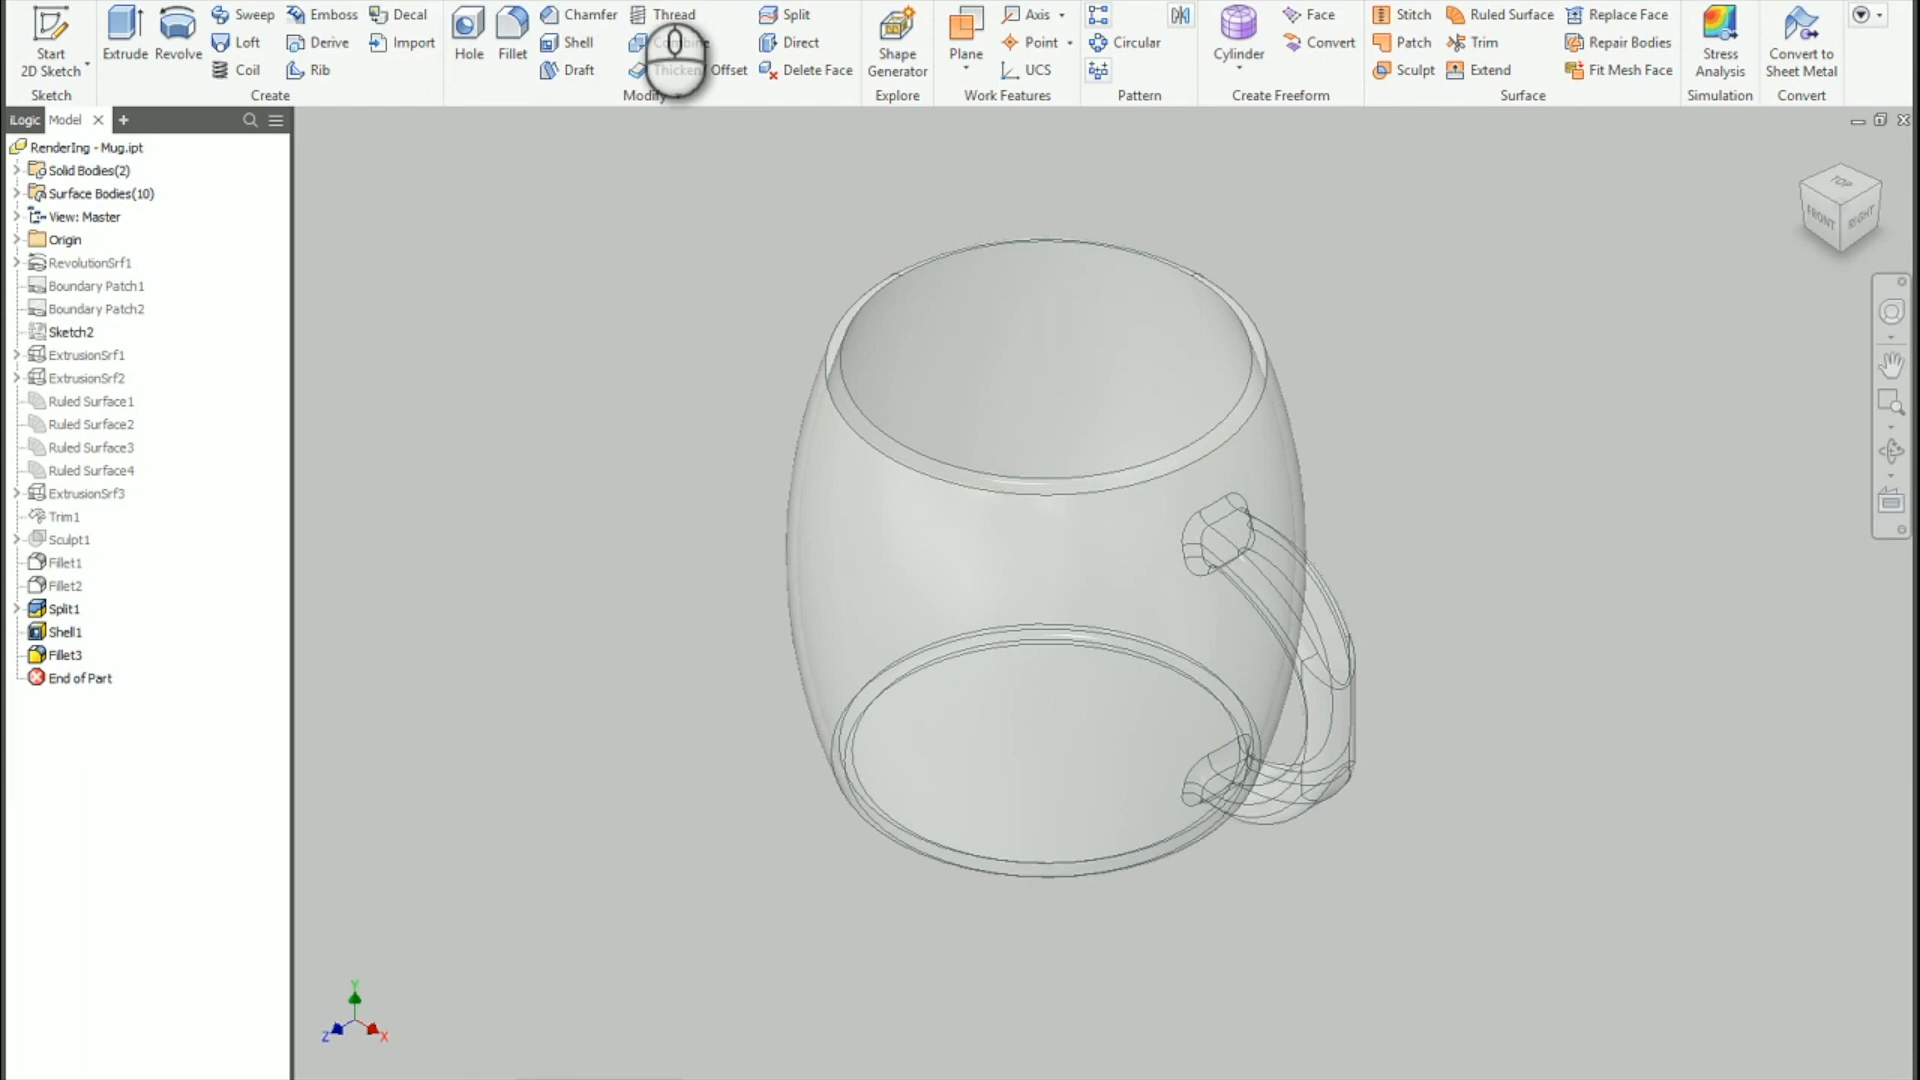 Start
2D Sketch
Extrude
Revolve
Sweep
Emboss
Decal
Loft
Derive
Import
Coil
Rib
Hole
Fillet
Chamfer
Thread
Split
Shell
Combine
Direct
Draft
Thicken Offset
Delete Face
Shape
Generator
Plane
Axis
Point
UCS
Circular
Cylinder
Face
Convert
Stitch
Ruled Surface
Replace Face
Patch
Trim
Repair Bodies
Sculpt
Extend
Fit Mesh Face
Stress
Analysis
Convert to
Sheet Metal
Sketch
Create
Modify
Explore
Work Features
Pattern
Create Freeform
Surface
Simulation
Convert
iLogic
Model
RenderIng - Mug.ipt
Solid Bodies(2)
Surface Bodies(10)
View: Master
Origin
RevolutionSrf1
Boundary Patch1
Boundary Patch2
Sketch2
ExtrusionSrf1
ExtrusionSrf2
Ruled Surface1
Ruled Surface2
Ruled Surface3
Ruled Surface4
ExtrusionSrf3
Trim1
Sculpt1
Fillet1
Fillet2
Split1
Shell1
Fillet3
End of Part
TOP
FRONT
RIGHT
Y
Z
X